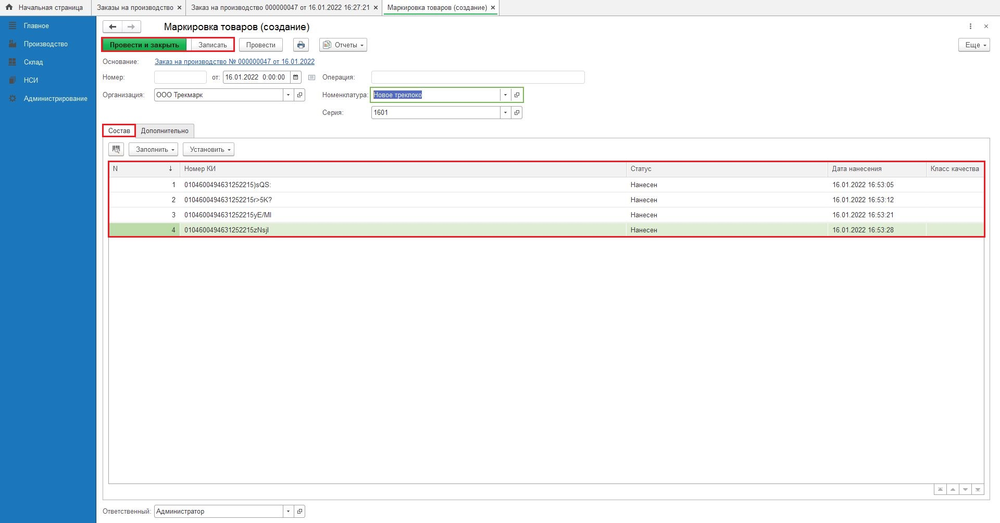 Начальная страница
Заказы на производство ×
Заказ на производство 000000047 от 16.01.2022 16:27:21 ×
Маркировка товаров (создание) ×
Главное
Производство
Склад
НСИ
Администрирование
Маркировка товаров (создание)
Провести и закрыть Записать Провести Отчеты Еще
Основание: Заказ на производство № 000000047 от 16.01.2022
Номер: от: 16.01.2022 0:00:00 Операция:
Организация: ООО Трекмарк Номенклатура: Новое треклоко
Серия: 1601
Состав Дополнительно
Заполнить Установить
N ↓ Номер КИ Статус Дата нанесения Класс качества
1 0104600494631252215)sQS: Нанесен 16.01.2022 16:53:05
2 0104600494631252215r>5K? Нанесен 16.01.2022 16:53:12
3 0104600494631252215yE/MI Нанесен 16.01.2022 16:53:21
4 0104600494631252215zNsjI Нанесен 16.01.2022 16:53:28
Ответственный: Администратор